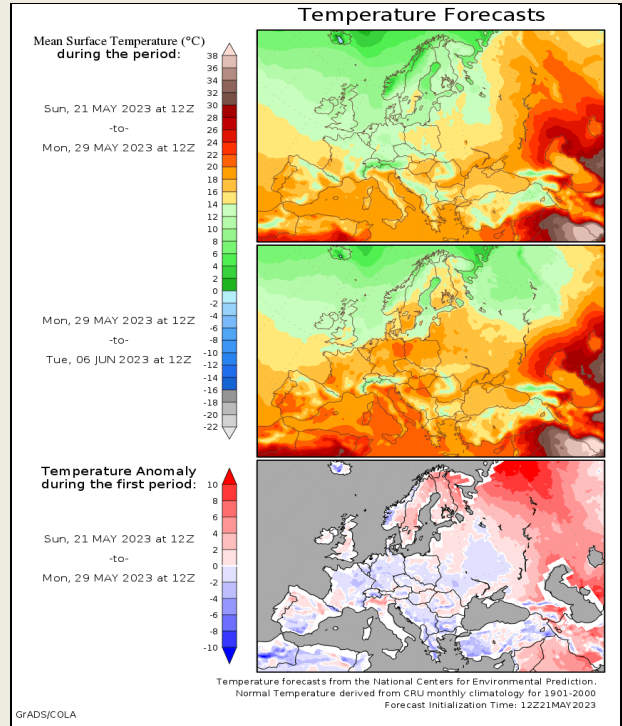 Temperature Forecasts
Mean Surface Temperature (°C)
during the period:
38
36
34
32
30
28
26
24
22
20
18
16
14
12
10
8
6
4
2
0
-2
-4
-6
-8
-10
-12
-14
-16
-18
-20
-22
Sun, 21 MAY 2023 at 12Z
-to-
Mon, 29 MAY 2023 at 12Z
Mon, 29 MAY 2023 at 12Z
-to-
Tue, 06 JUN 2023 at 12Z
Temperature Anomaly
during the first period:
10
8
6
4
2
0
-2
-4
-6
-8
-10
Sun, 21 MAY 2023 at 12Z
-to-
Mon, 29 MAY 2023 at 12Z
Temperature forecasts from the National Centers for Environmental Prediction.
Normal Temperature derived from CRU monthly climatology for 1901-2000
Forecast Initialization Time: 12Z21MAY2023
GrADS/COLA